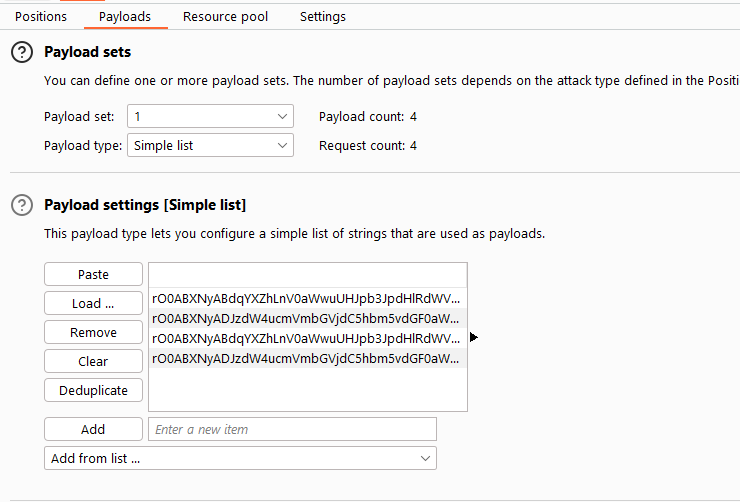 Positions Payloads Resource pool Settings
Payload sets
You can define one or more payload sets. The number of payload sets depends on the attack type defined in the Positi
Payload set: 1 Payload count: 4
Payload type: Simple list Request count: 4
Payload settings [Simple list]
This payload type lets you configure a simple list of strings that are used as payloads.
Paste
Load ...
Remove
Clear
Deduplicate
rO0ABXNyABdqYXZhLnV0aWwuUHJpb3JpdHlRdWV...
rO0ABXNyADJzdW4ucmVmbGVjdC5hbm5vdGF0aW...
rO0ABXNyABdqYXZhLnV0aWwuUHJpb3JpdHlRdWV...
rO0ABXNyADJzdW4ucmVmbGVjdC5hbm5vdGF0aW...
Add Enter a new item
Add from list ...